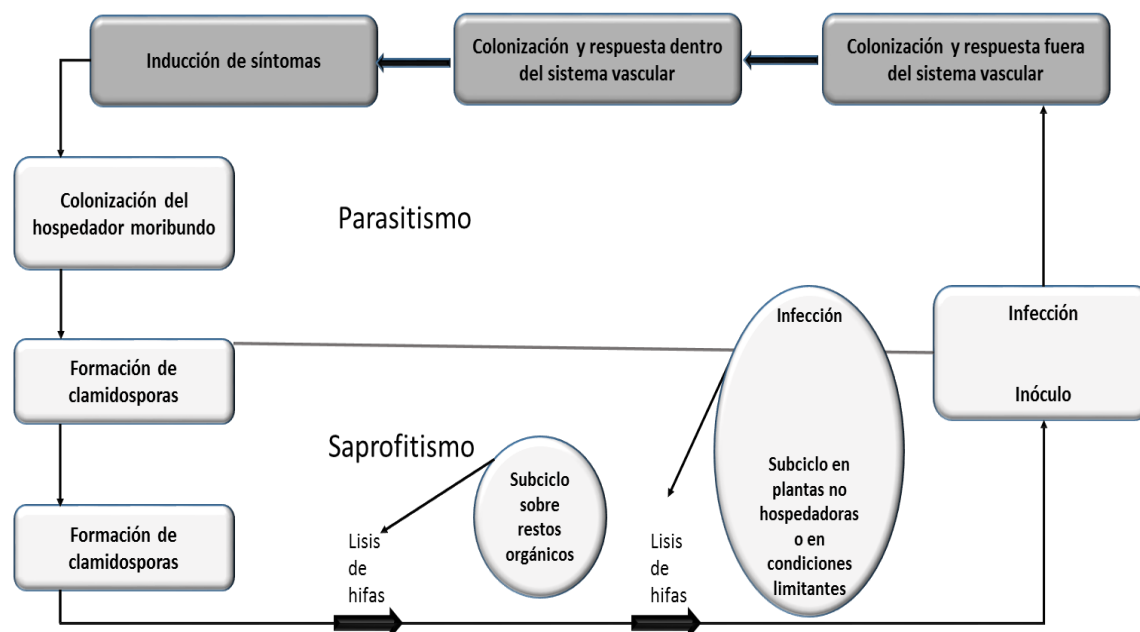 Inducción de síntomas
Colonización y respuesta dentro
del sistema vascular
Colonización y respuesta fuera
del sistema vascular
Colonización del
hospedador moribundo
Parasitismo
Formación de
clamidosporas
Infección
Infección
Inóculo
Saprofitismo
Subciclo
sobre
restos
orgánicos
Subciclo en
plantas no
hospedadoras
o en
condiciones
limitantes
Formación de
clamidosporas
Lisis
de
hifas
Lisis
de
hifas